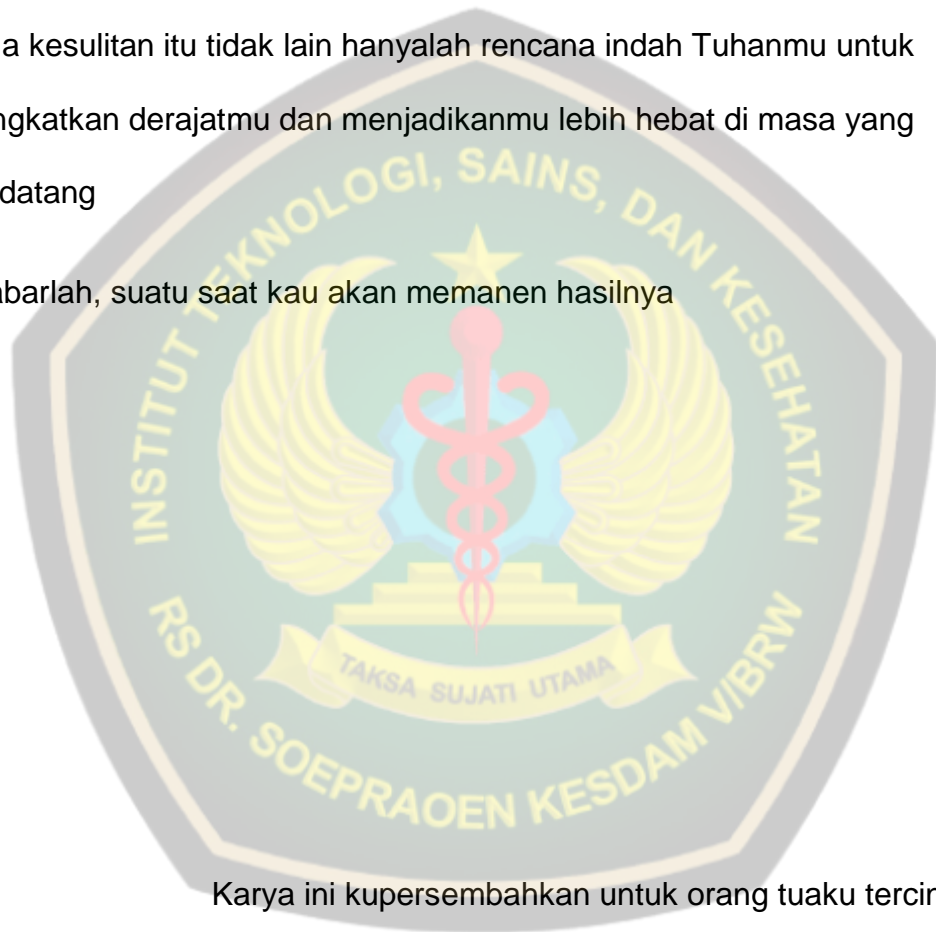 a kesulitan itu tidak lain hanyalah rencana indah Tuhanmu untuk
ngkatkan derajatmu dan menjadikanmu lebih hebat di masa yang
datang
abarlah, suatu saat kau akan memanen hasilnya
INSTITUT TEKNOLOGI, SAINS, DAN KESEHATAN
TAKSA SUJATI UTAMA
RS DR. SOEPRAOEN KESDAM V/BRW
Karya ini kupersembahkan untuk orang tuaku tercin